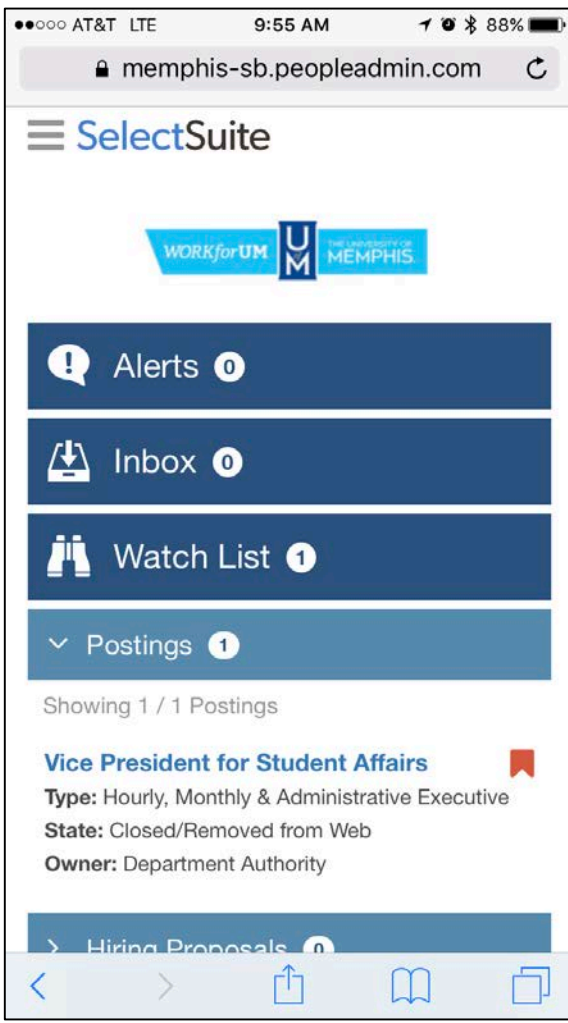 AT&T LTE 9:55 AM 88%
memphis-sb.peopleadmin.com
SelectSuite
WORKforUM
UM
THE UNIVERSITY OF
MEMPHIS
Alerts 0
Inbox 0
Watch List 1
Postings 1
Showing 1 / 1 Postings
Vice President for Student Affairs
Type: Hourly, Monthly & Administrative Executive
State: Closed/Removed from Web
Owner: Department Authority
Hiring Proposals 0